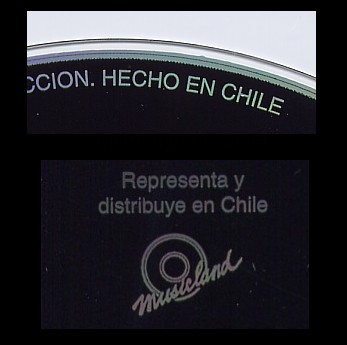 CCION. HECHO EN CHILE
Representa y
distribuye en Chile
musicland